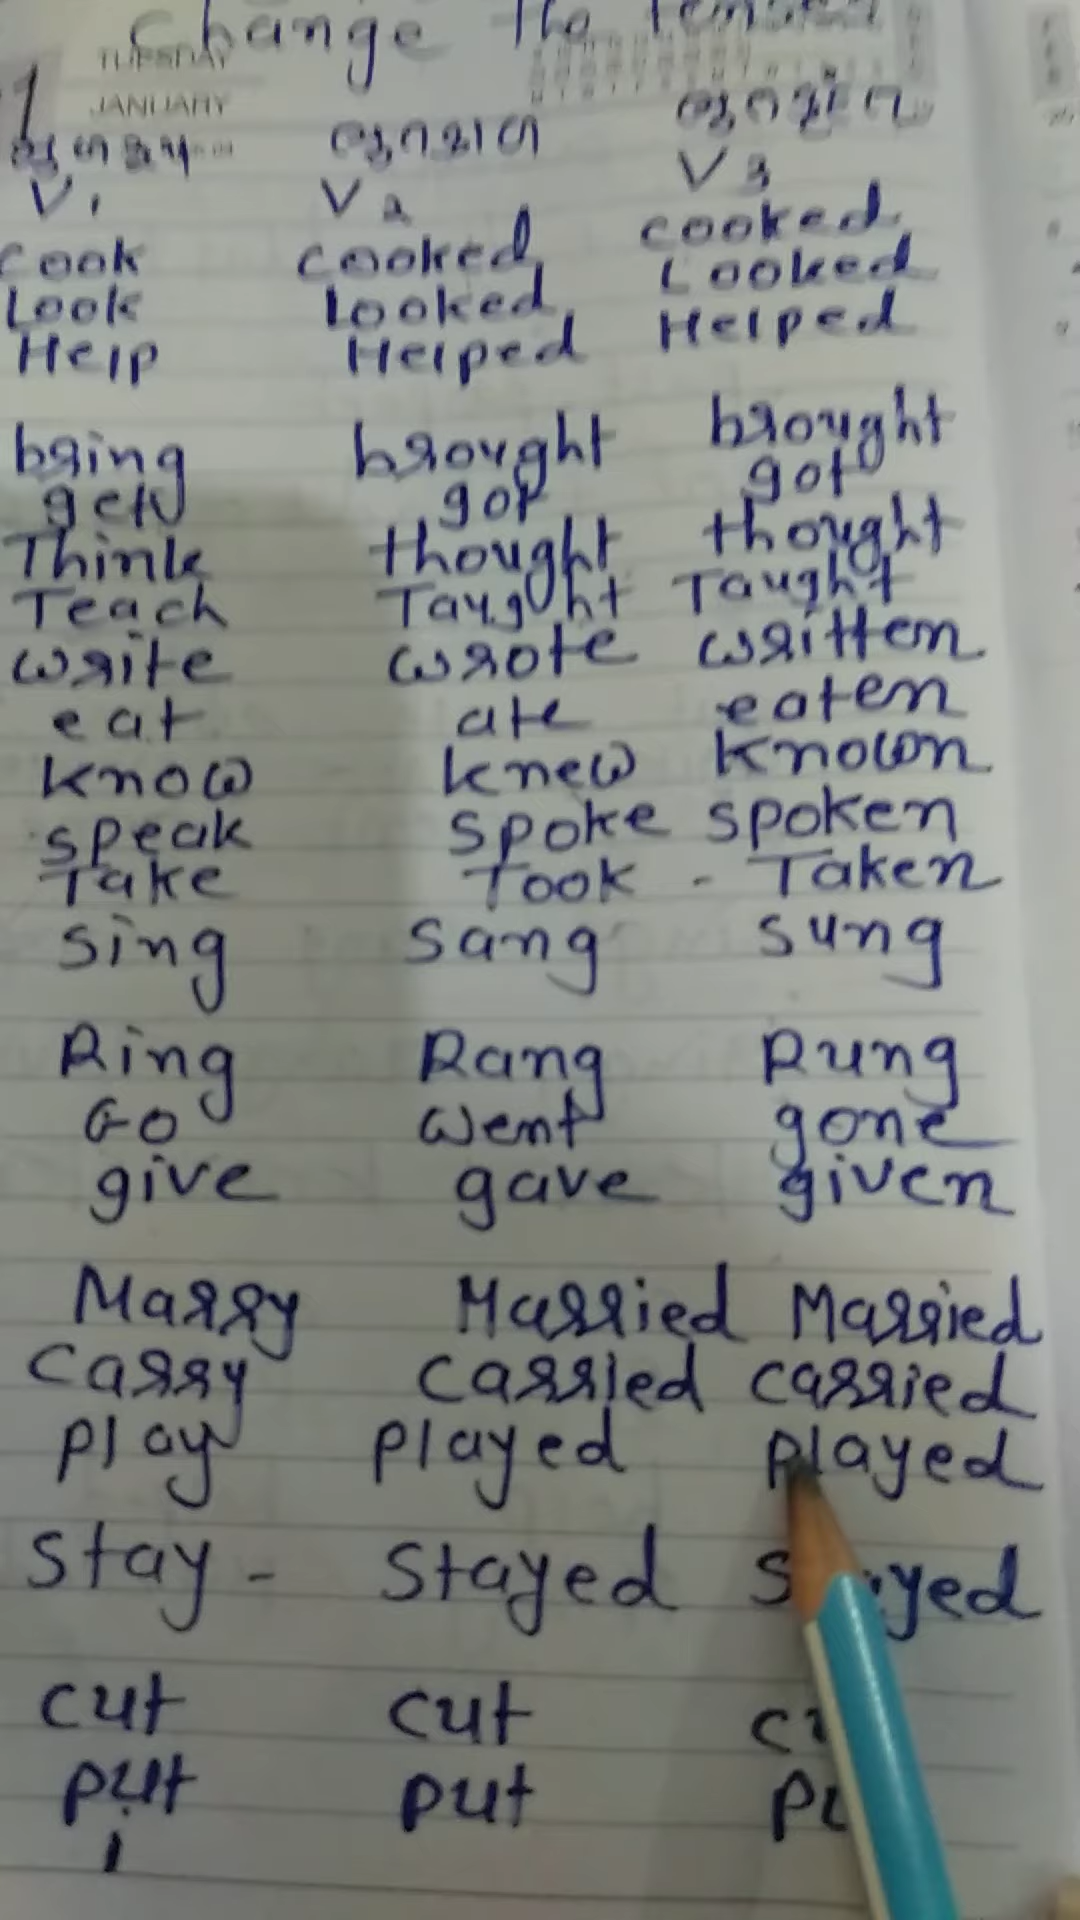 Change The
TUESDAY
JANUARY
V1 V2 V3
cook cooked cooked
Look Looked Looked
Help Helped Helped
bring brought brought
get got got
Think thought thought
Teach Taught Taught
write wrote written
eat ate eaten
know knew known
speak spoke spoken
Take Took - Taken
sing sang sung
Ring Rang Rung
Go went gone
give gave given
Marry Married Married
Carry carried carried
play played played
stay - stayed
cut cut
put put